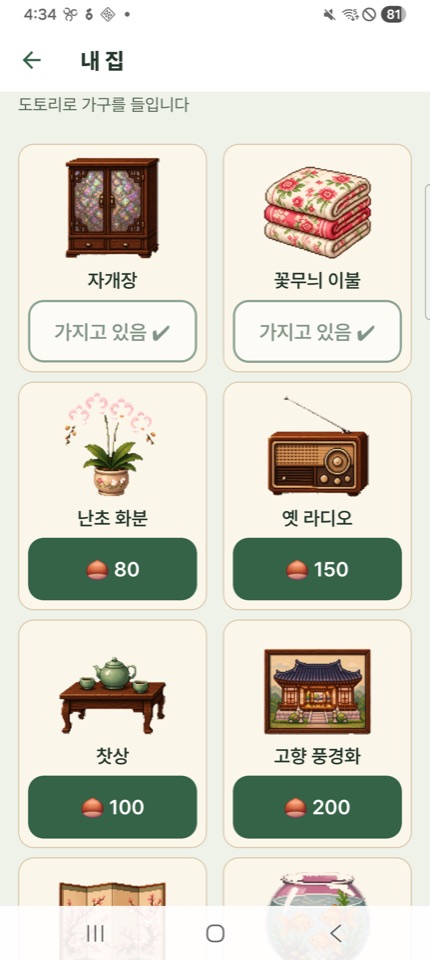 4:34
81
내 집
도토리로 가구를 들입니다
자개장
꽃무늬 이불
가지고 있음 ✔
가지고 있음 ✔
난초 화분
옛 라디오
80
150
찻상
고향 풍경화
100
200